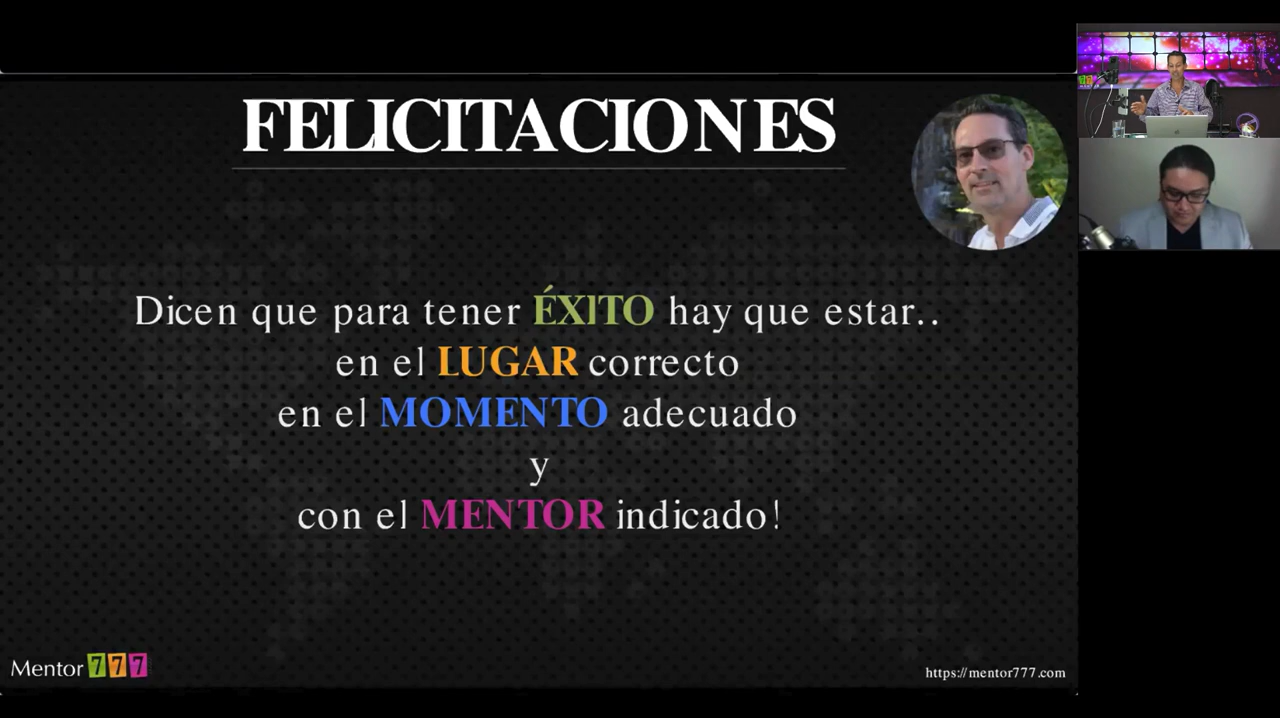 FELICITACIONES
Dicen que para tener ÉXITO hay que estar..
en el LUGAR correcto
en el MOMENTO adecuado
y
con el MENTOR indicado!
Mentor 777
https://mentor777.com